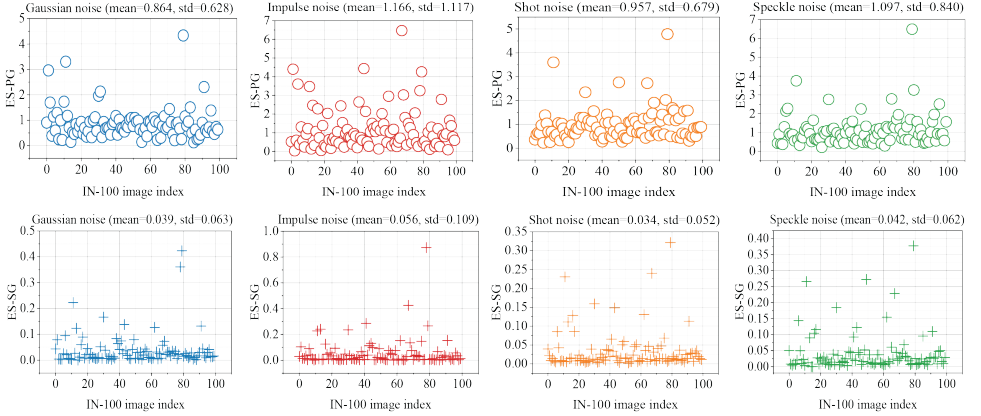 Gaussian noise (mean=0.864, std=0.628)
ES-PG
5
4
3
2
1
0
0 20 40 60 80 100
IN-100 image index
Impulse noise (mean=1.166, std=1.117)
ES-PG
7
6
5
4
3
2
1
0
0 20 40 60 80 100
IN-100 image index
Shot noise (mean=0.957, std=0.679)
ES-PG
5
4
3
2
1
0
0 20 40 60 80 100
IN-100 image index
Speckle noise (mean=1.097, std=0.840)
ES-PG
7
6
5
4
3
2
1
0
0 20 40 60 80 100
IN-100 image index
Gaussian noise (mean=0.039, std=0.063)
ES-SG
0.5
0.4
0.3
0.2
0.1
0.0
0 20 40 60 80 100
IN-100 image index
Impulse noise (mean=0.056, std=0.109)
ES-SG
1.0
0.8
0.6
0.4
0.2
0.0
0 20 40 60 80 100
IN-100 image index
Shot noise (mean=0.034, std=0.052)
ES-SG
0.35
0.30
0.25
0.20
0.15
0.10
0.05
0.00
0 20 40 60 80 100
IN-100 image index
Speckle noise (mean=0.042, std=0.062)
ES-SG
0.40
0.35
0.30
0.25
0.20
0.15
0.10
0.05
0.00
0 20 40 60 80 100
IN-100 image index